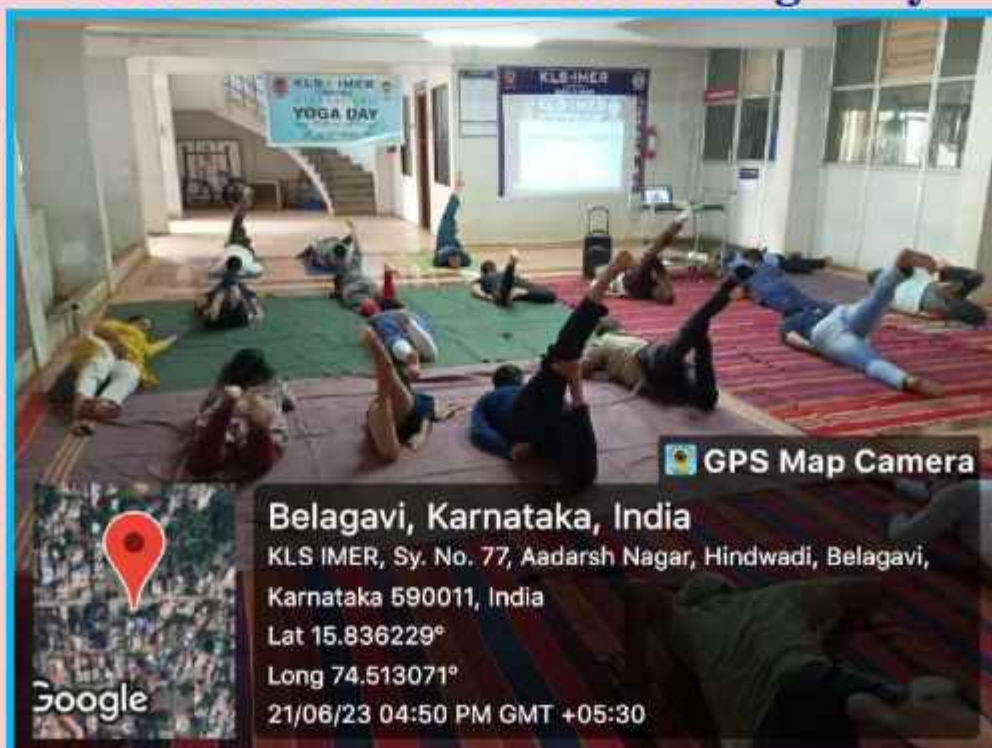 KLS - IMER
YOGA DAY
KLS-IMER
GPS Map Camera
Belagavi, Karnataka, India
KLS IMER, Sy. No. 77, Aadarsh Nagar, Hindwadi, Belagavi,
Karnataka 590011, India
Lat 15.836229°
Long 74.513071°
21/06/23 04:50 PM GMT +05:30
Google